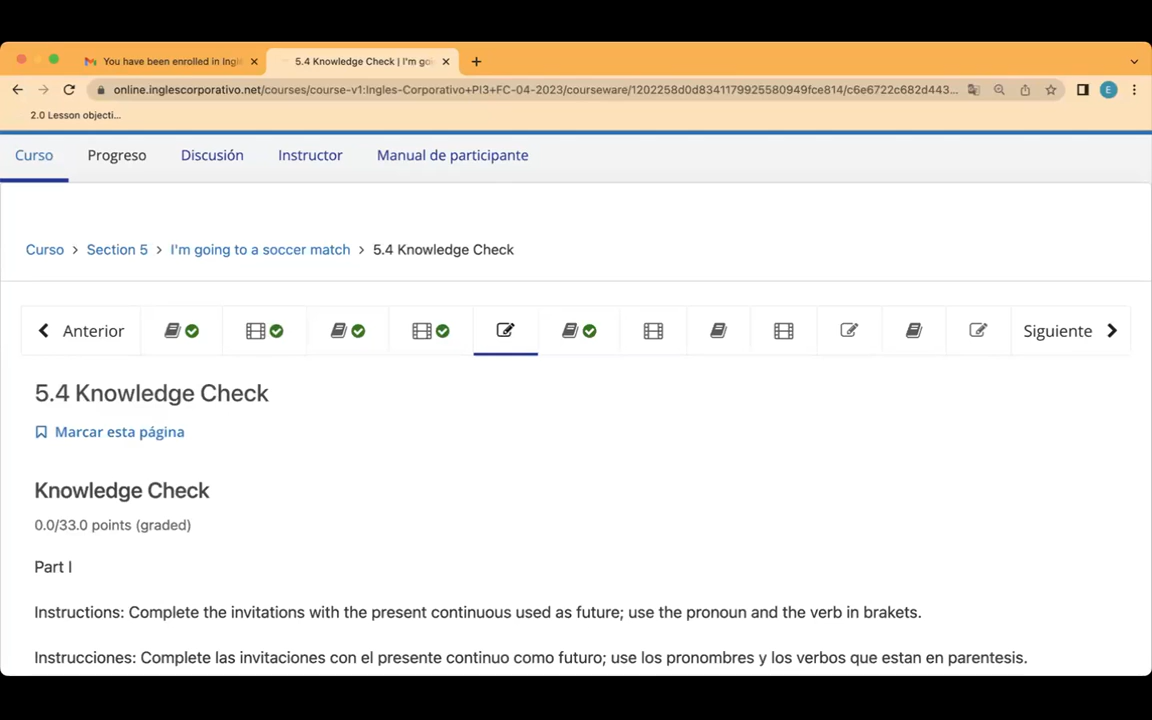 You have been enrolled in Ingl
5.4 Knowledge Check | I'm go
online.inglescorporativo.net/courses/course-v1:Ingles-Corporativo+PI3+FC-04-2023/courseware/1202258d0d8341179925580949fce814/c6e6722c682d443...
E
2.0 Lesson objecti...
Curso Progreso Discusión Instructor Manual de participante
Curso > Section 5 > I'm going to a soccer match > 5.4 Knowledge Check
Anterior Siguiente
5.4 Knowledge Check
Marcar esta página
Knowledge Check
0.0/33.0 points (graded)
Part I
Instructions: Complete the invitations with the present continuous used as future; use the pronoun and the verb in brakets.
Instrucciones: Complete las invitaciones con el presente continuo como futuro; use los pronombres y los verbos que estan en parentesis.